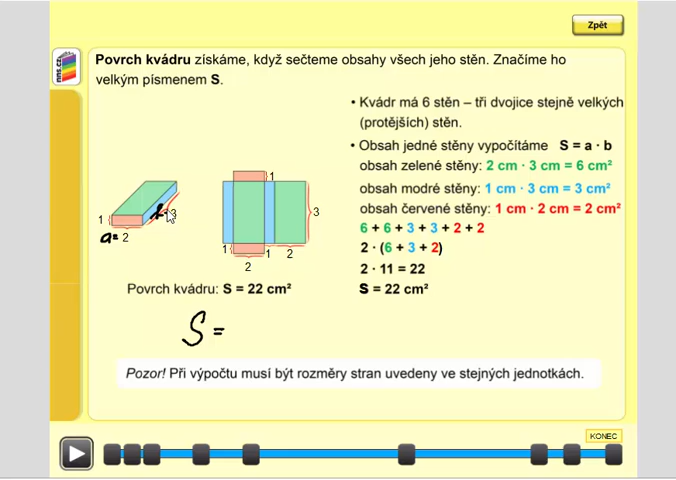 Zpět
nns.cz
Povrch kvádru získáme, když sečteme obsahy všech jeho stěn. Značíme ho
velkým písmenem S.
• Kvádr má 6 stěn – tři dvojice stejně velkých
(protějších) stěn.
• Obsah jedné stěny vypočítáme S = a · b
obsah zelené stěny: 2 cm · 3 cm = 6 cm²
obsah modré stěny: 1 cm · 3 cm = 3 cm²
obsah červené stěny: 1 cm · 2 cm = 2 cm²
6 + 6 + 3 + 3 + 2 + 2
2 · (6 + 3 + 2)
2 · 11 = 22
S = 22 cm²
1
3
a= 2
1
3
1 1 2
2
Povrch kvádru: S = 22 cm²
S =
Pozor! Při výpočtu musí být rozměry stran uvedeny ve stejných jednotkách.
KONEC